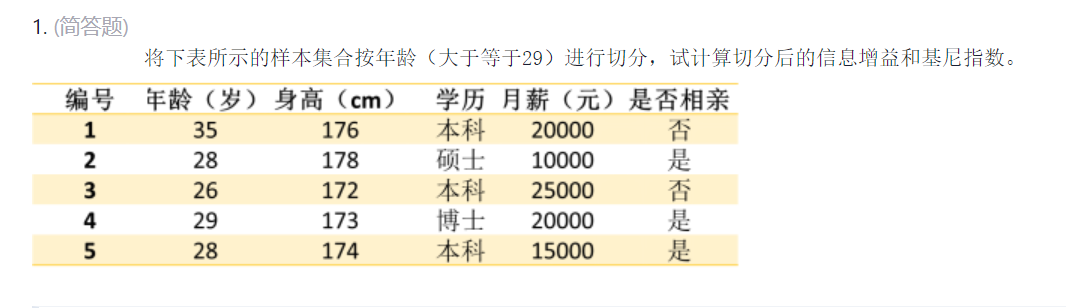 1. (简答题)
将下表所示的样本集合按年龄（大于等于29）进行切分，试计算切分后的信息增益和基尼指数。
编号 年龄（岁） 身高（cm） 学历 月薪（元） 是否相亲
1 35 176 本科 20000 否
2 28 178 硕士 10000 是
3 26 172 本科 25000 否
4 29 173 博士 20000 是
5 28 174 本科 15000 是